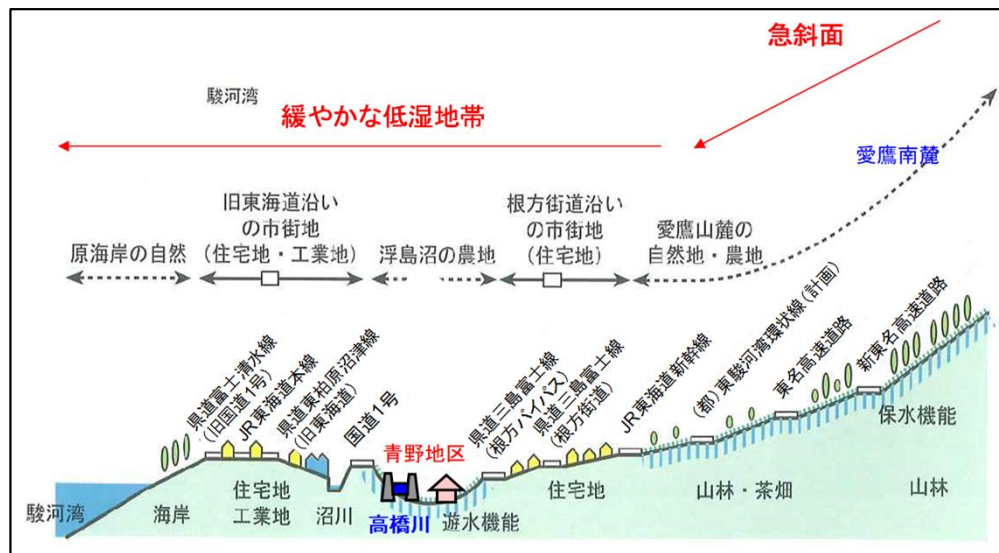 急斜面
駿河湾
緩やかな低湿地帯
愛鷹南麓
旧東海道沿い
の市街地
(住宅地・工業地)
根方街道沿い
の市街地
(住宅地)
愛鷹山麓の
自然地・農地
原海岸の自然
浮島沼の農地
県道富士清水線
(旧国道1号)
JR東海道本線
県道東柏原沼津線
(旧東海道)
国道1号
県道三島富士線
(根方バイパス)
県道三島富士線
(根方街道)
JR東海道新幹線
(都)東駿河湾環状線(計画)
東名高速道路
新東名高速道路
青野地区
保水機能
駿河湾
海岸
住宅地
工業地
沼川
高橋川
遊水機能
住宅地
山林・茶畑
山林